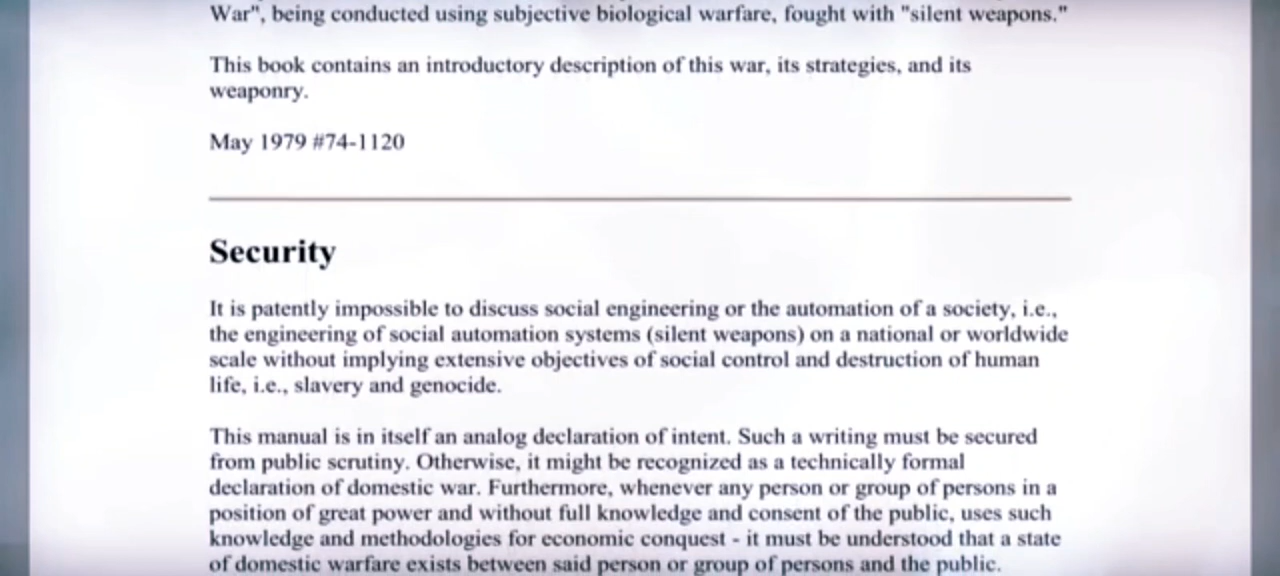 War", being conducted using subjective biological warfare, fought with "silent weapons."
This book contains an introductory description of this war, its strategies, and its
weaponry.
May 1979 #74-1120
Security
It is patently impossible to discuss social engineering or the automation of a society, i.e.,
the engineering of social automation systems (silent weapons) on a national or worldwide
scale without implying extensive objectives of social control and destruction of human
life, i.e., slavery and genocide.
This manual is in itself an analog declaration of intent. Such a writing must be secured
from public scrutiny. Otherwise, it might be recognized as a technically formal
declaration of domestic war. Furthermore, whenever any person or group of persons in a
position of great power and without full knowledge and consent of the public, uses such
knowledge and methodologies for economic conquest - it must be understood that a state
of domestic warfare exists between said person or group of persons and the public.